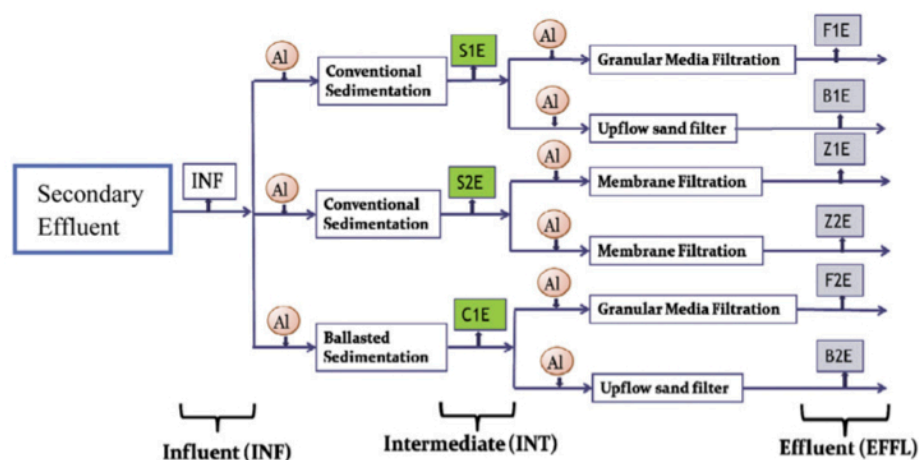 Secondary
Effluent
INF
Al
Conventional
Sedimentation
S1E
Al
Granular Media Filtration
F1E
Al
Upflow sand filter
B1E
Al
Conventional
Sedimentation
S2E
Al
Membrane Filtration
Z1E
Al
Membrane Filtration
Z2E
Al
Ballasted
Sedimentation
C1E
Al
Granular Media Filtration
F2E
Al
Upflow sand filter
B2E
Influent (INF)
Intermediate (INT)
Effluent (EFFL)